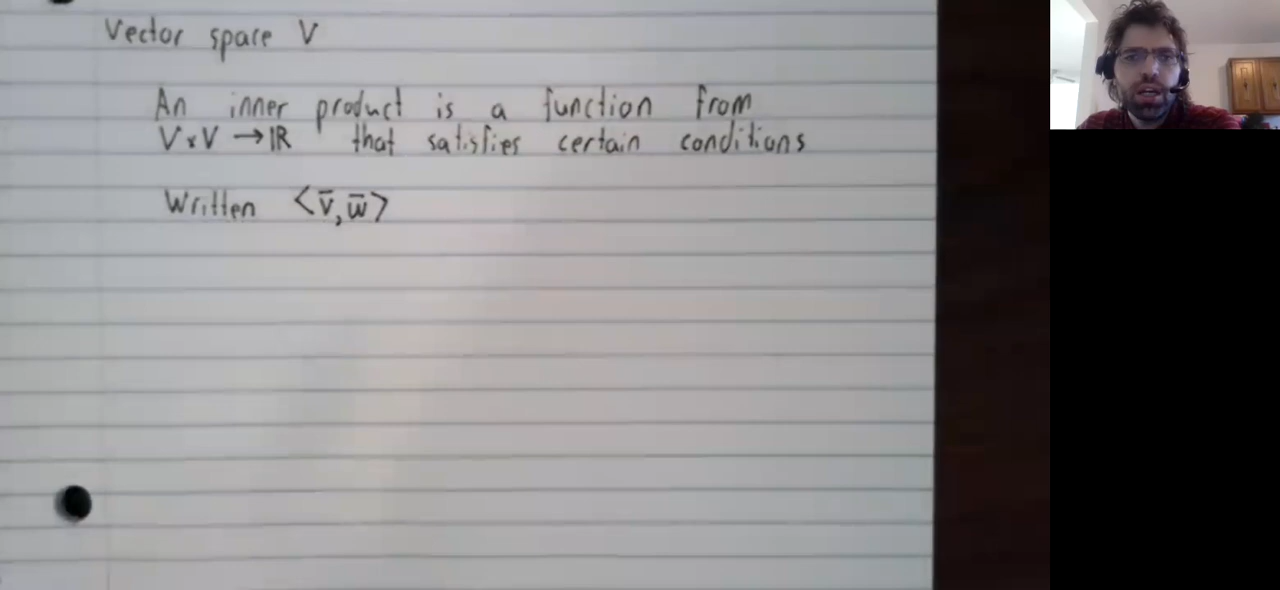 Vector space V
An inner product is a function from
V×V → ℝ that satisfies certain conditions
Written <v̅, w̅>